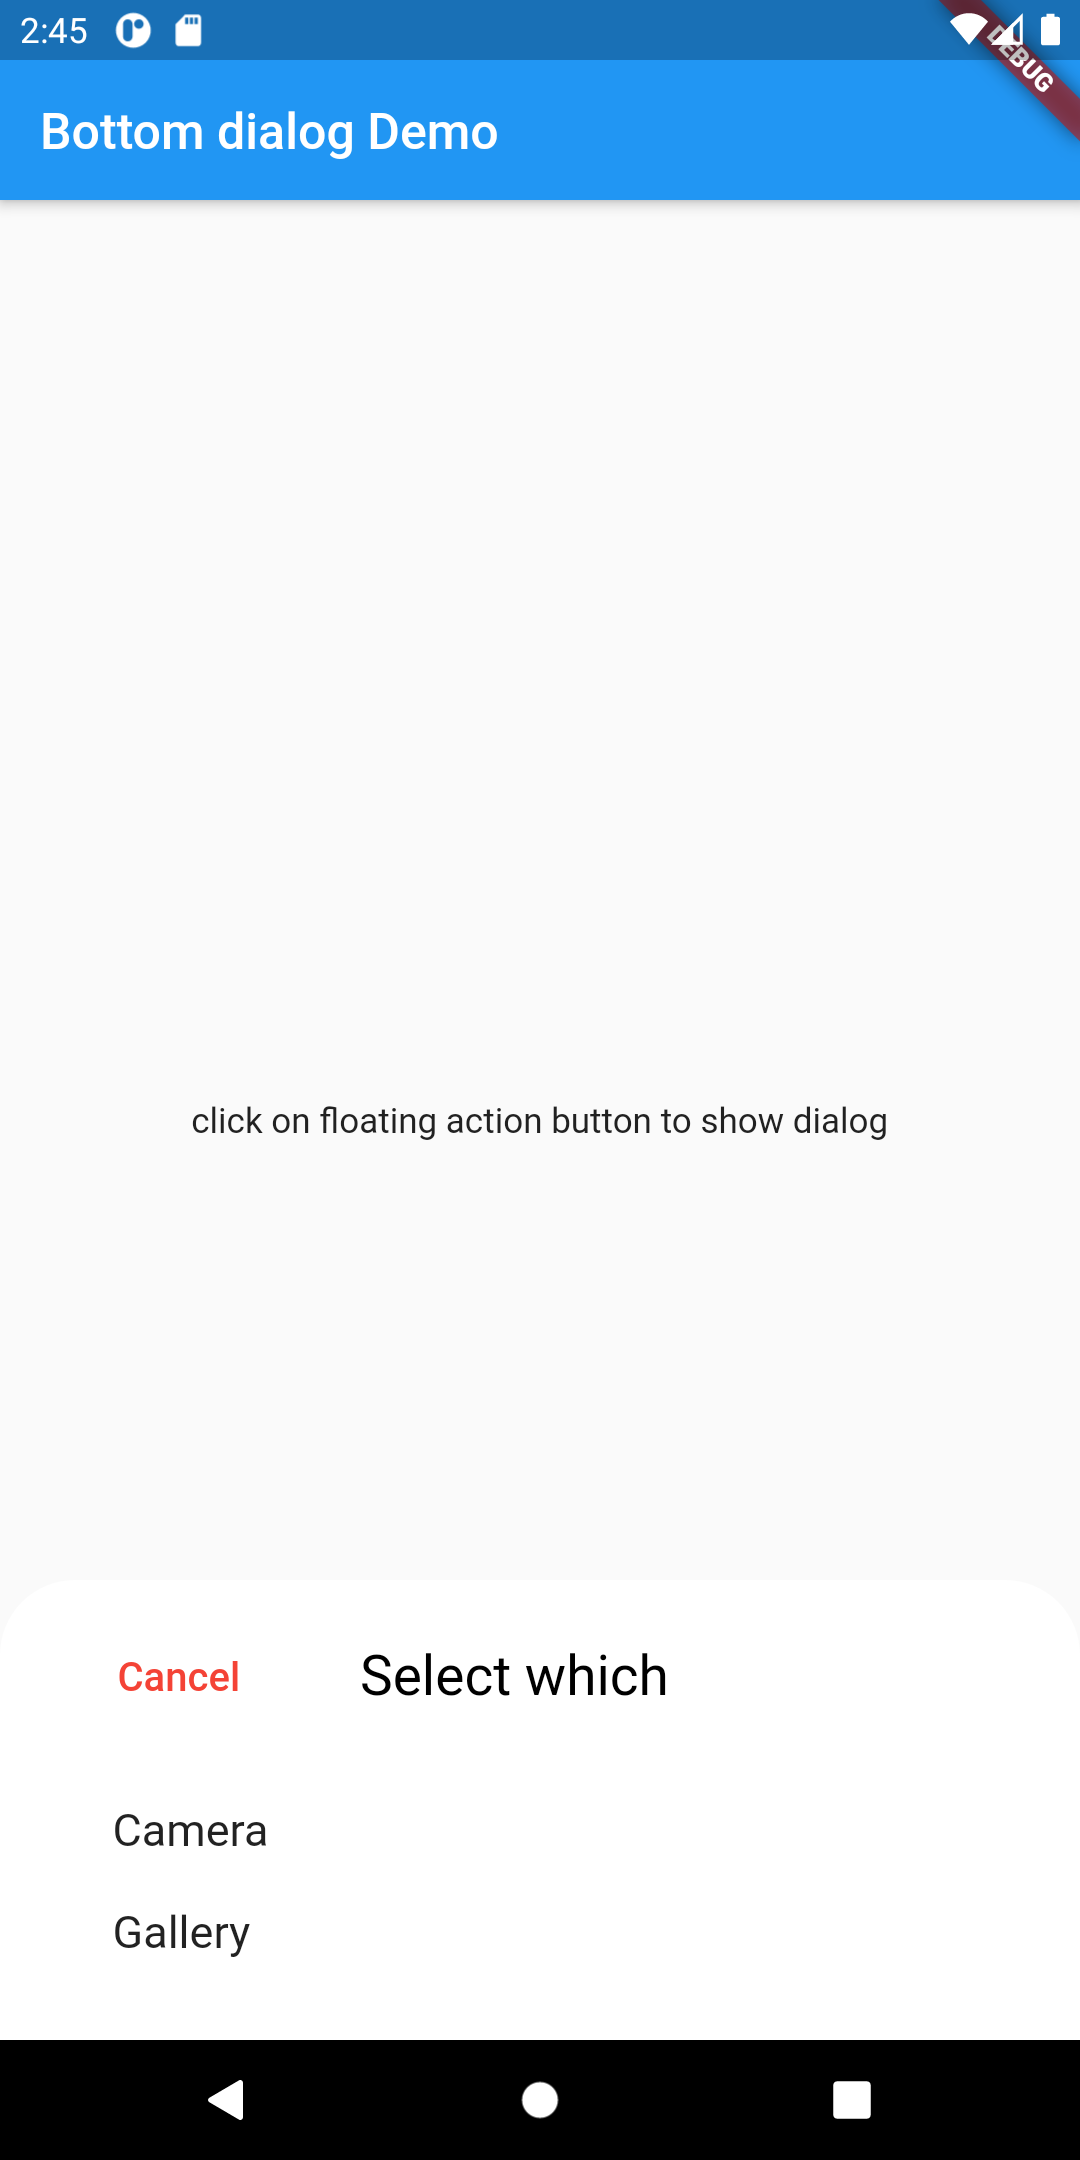 2:45
DEBUG
Bottom dialog Demo
click on floating action button to show dialog
Cancel Select which
Camera
Gallery